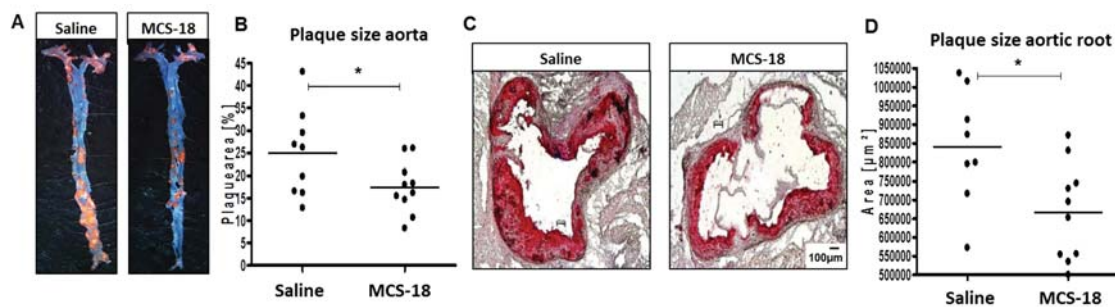 A
Saline
MCS-18
B
Plaque size aorta
*
Plaquearea [%]
45
40
35
30
25
20
15
10
5
0
Saline
MCS-18
C
Saline
MCS-18
100µm
D
Plaque size aortic root
*
Area [µm²]
1050000
1000000
950000
900000
850000
800000
750000
700000
650000
600000
550000
500000
Saline
MCS-18